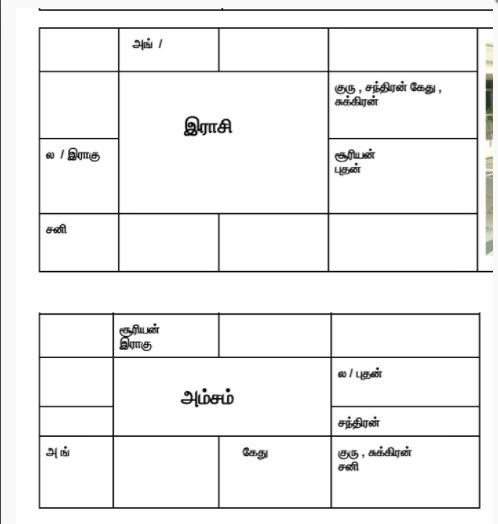 அங் /
குரு , சந்திரன் கேது ,
சுக்கிரன்
இராசி
ல / இராகு
சூரியன்
புதன்
சனி
சூரியன்
இராகு
ல / புதன்
அம்சம்
சந்திரன்
அ ங்
கேது
குரு , சுக்கிரன்
சனி